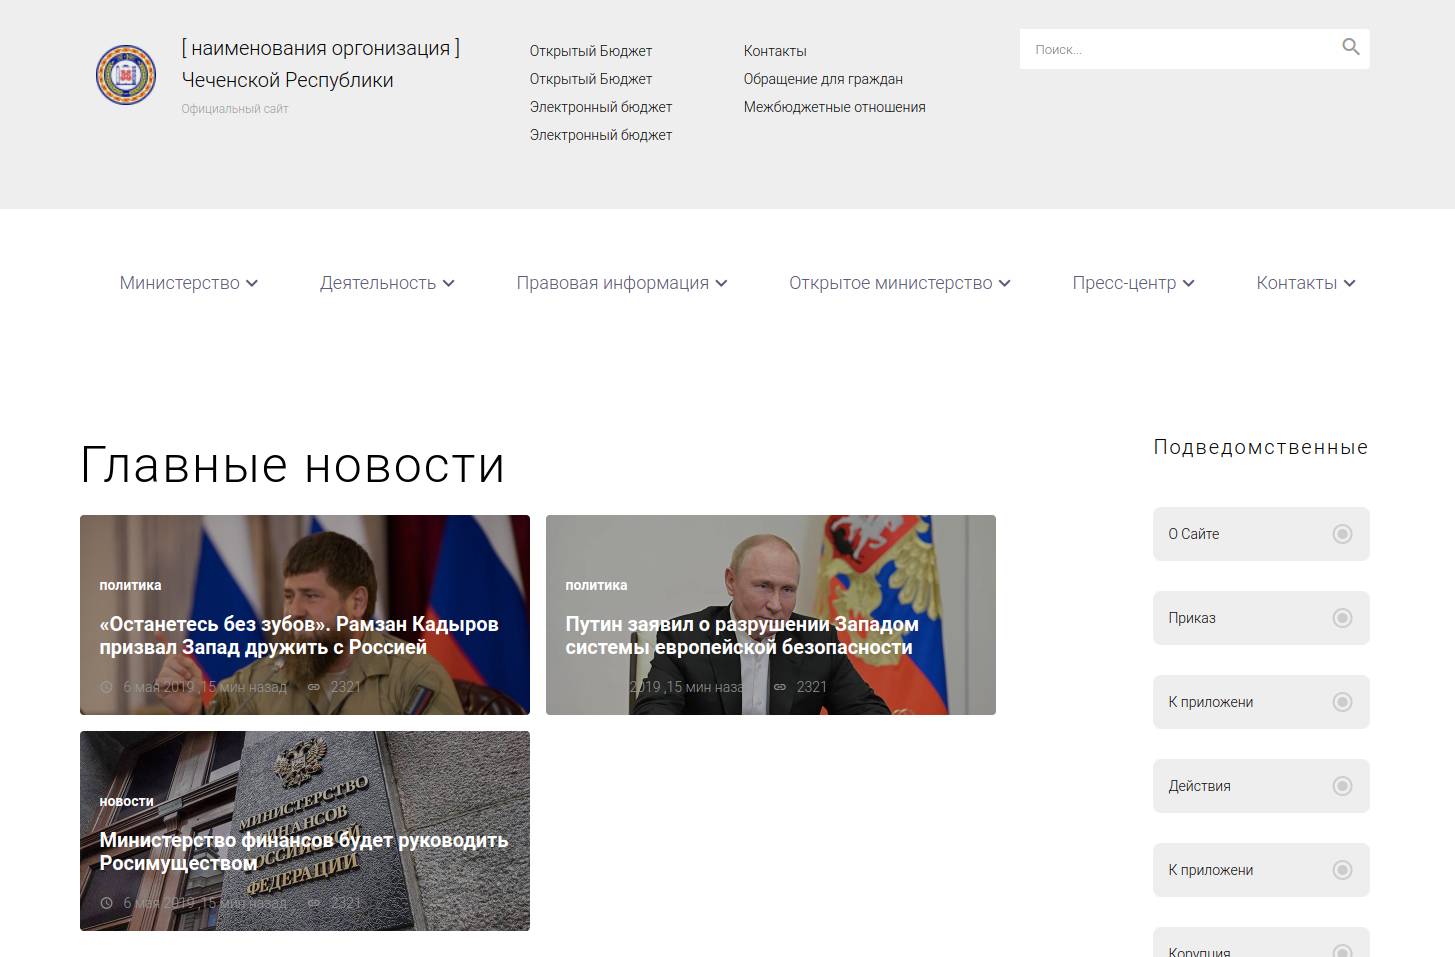 [ наименования оргонизация ]
Чеченской Республики
Официальный сайт
Открытый Бюджет
Открытый Бюджет
Электронный бюджет
Электронный бюджет
Контакты
Обращение для граждан
Межбюджетные отношения
Поиск...
Министерство
Деятельность
Правовая информация
Открытое министерство
Пресс-центр
Контакты
Главные новости
политика
«Останетесь без зубов». Рамзан Кадыров
призвал Запад дружить с Россией
6 мая 2019 ,15 мин назад 2321
политика
Путин заявил о разрушении Западом
системы европейской безопасности
2019 ,15 мин наза 2321
новости
Министерство финансов будет руководить
Росимуществом
6 мая 2019 ,15 мин назад 2321
МИНИСТЕРСТВО
ФИНАНСОВ
РОССИЙСКОЙ
ФЕДЕРАЦИИ
Подведомственные
О Сайте
Приказ
К приложени
Действия
К приложени
Корупция